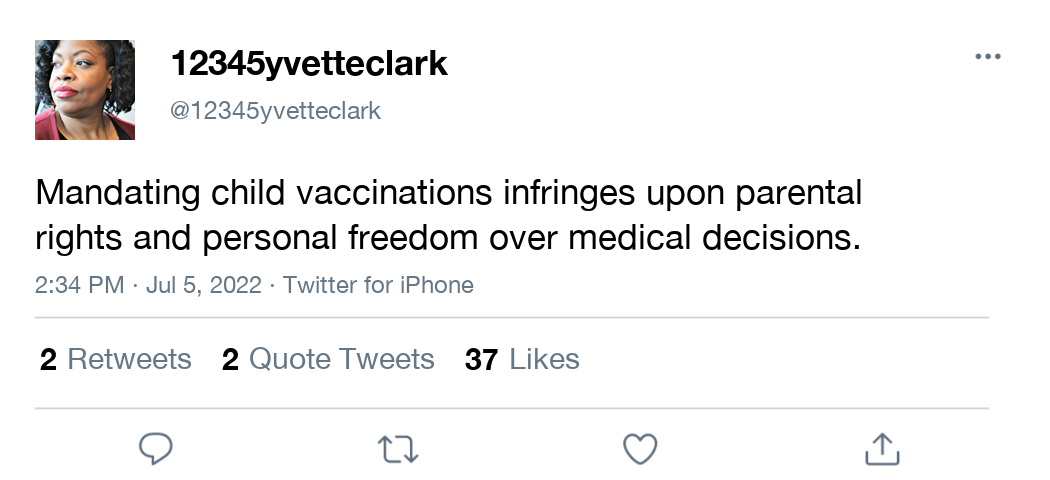 12345yvetteclark
@12345yvetteclark
Mandating child vaccinations infringes upon parental
rights and personal freedom over medical decisions.
2:34 PM · Jul 5, 2022 · Twitter for iPhone
2 Retweets 2 Quote Tweets 37 Likes